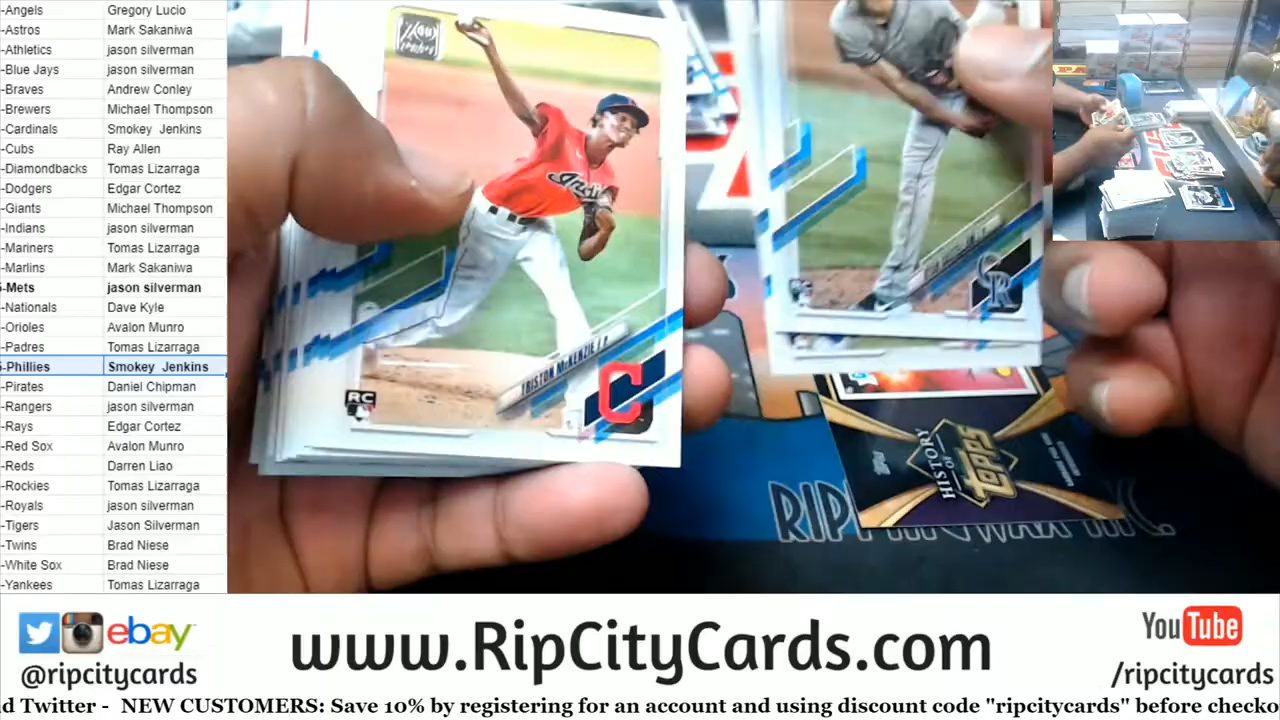 -Angels Gregory Lucio
-Astros Mark Sakaniwa
-Athletics jason silverman
-Blue Jays jason silverman
-Braves Andrew Conley
-Brewers Michael Thompson
-Cardinals Smokey Jenkins
-Cubs Ray Allen
-Diamondbacks Tomas Lizarraga
-Dodgers Edgar Cortez
-Giants Michael Thompson
-Indians jason silverman
-Mariners Tomas Lizarraga
-Marlins Mark Sakaniwa
-Mets jason silverman
-Nationals Dave Kyle
-Orioles Avalon Munro
-Padres Tomas Lizarraga
-Phillies Smokey Jenkins
-Pirates Daniel Chipman
-Rangers jason silverman
-Rays Edgar Cortez
-Red Sox Avalon Munro
-Reds Darren Liao
-Rockies Tomas Lizarraga
-Royals jason silverman
-Tigers Jason Silverman
-Twins Brad Niese
-White Sox Brad Niese
-Yankees Tomas Lizarraga
TRISTON McKENZIE
RC
C
R
topps
HISTORY OF
TOPPS
RIP
ebay
@ripcitycards
www.RipCityCards.com
YouTube
/ripcitycards
d Twitter - NEW CUSTOMERS: Save 10% by registering for an account and using discount code "ripcitycards" before checko